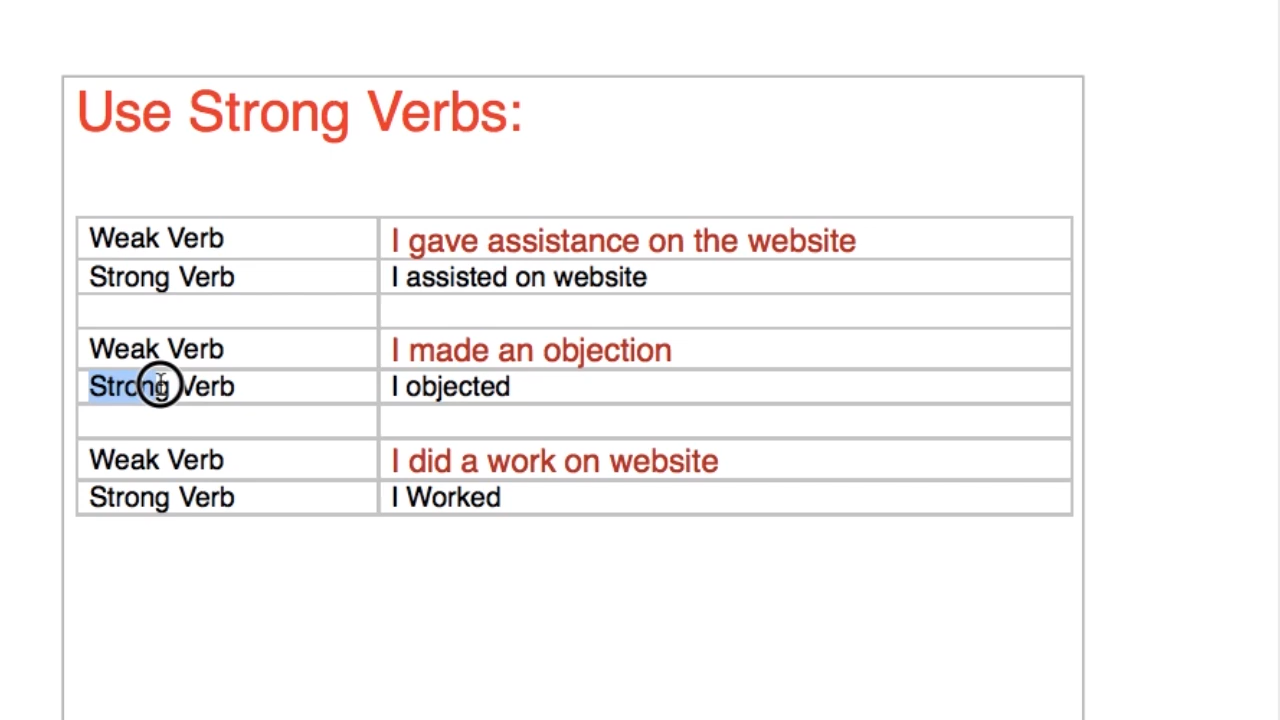 Use Strong Verbs:
Weak Verb I gave assistance on the website
Strong Verb I assisted on website
Weak Verb I made an objection
Strong Verb I objected
Weak Verb I did a work on website
Strong Verb I Worked